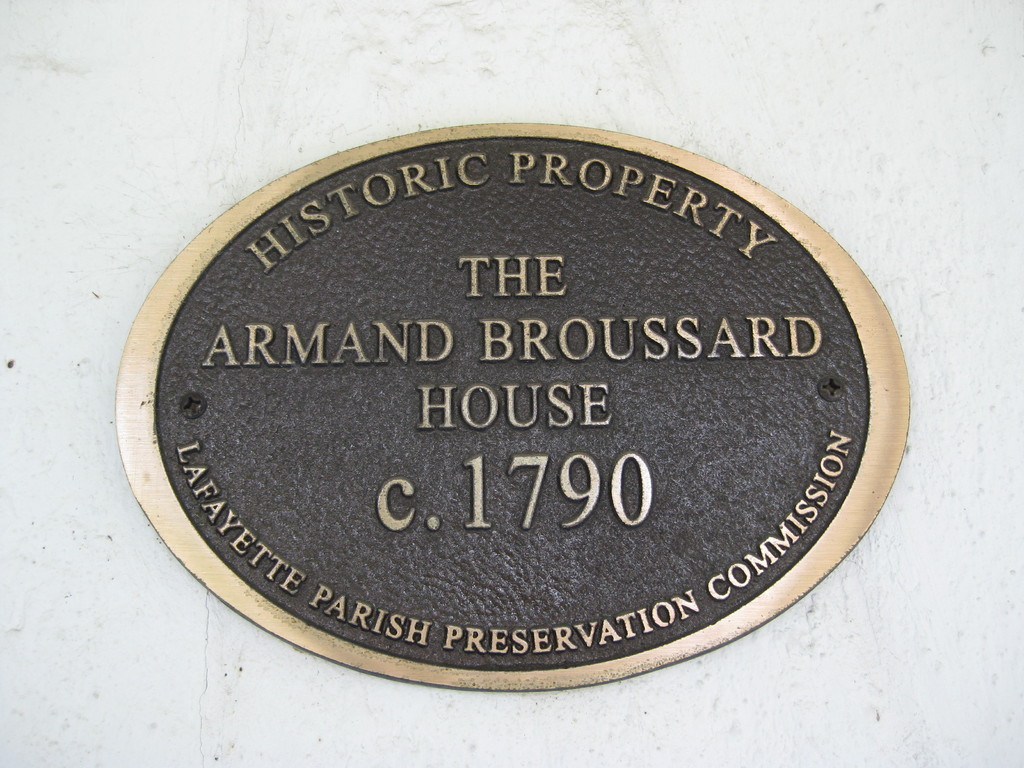 HISTORIC PROPERTY
THE
ARMAND BROUSSARD
HOUSE
c. 1790
LAFAYETTE PARISH PRESERVATION COMMISSION